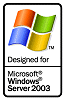 Designed for
Microsoft®
Windows
Server 2003